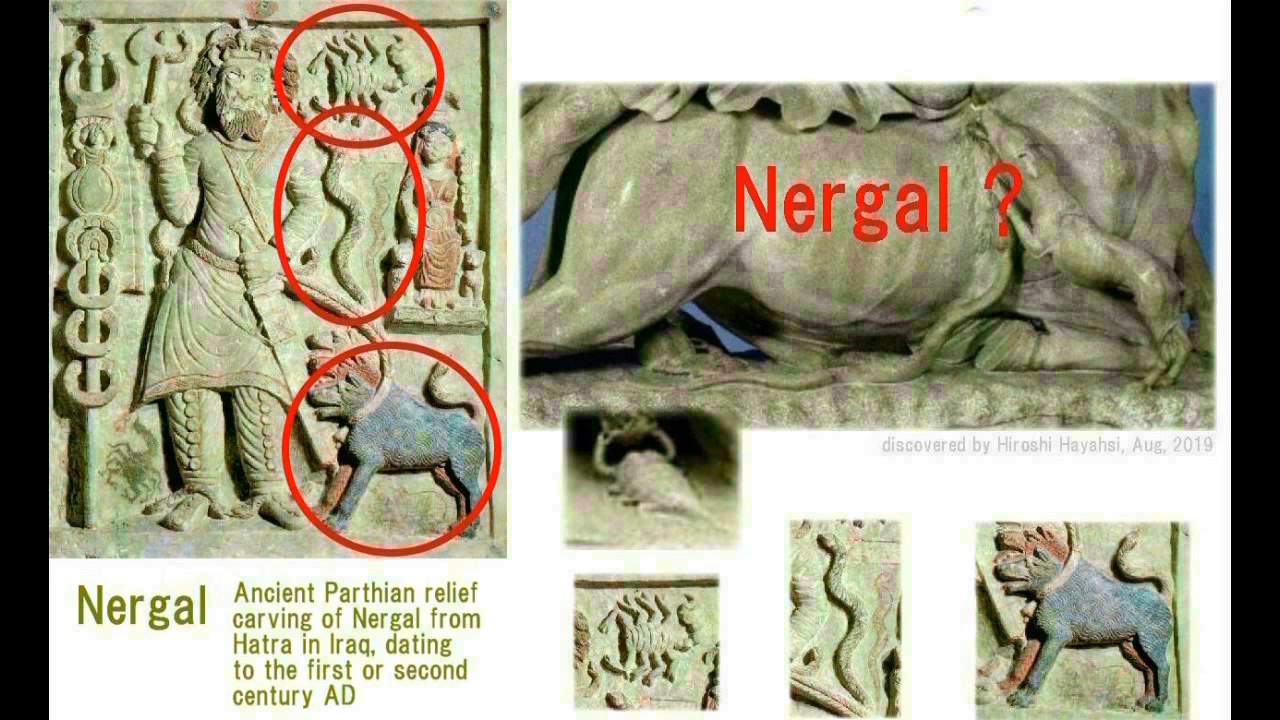 Nergal ?
discovered by Hiroshi Hayahsi, Aug, 2019
Nergal
Ancient Parthian relief
carving of Nergal from
Hatra in Iraq, dating
to the first or second
century AD